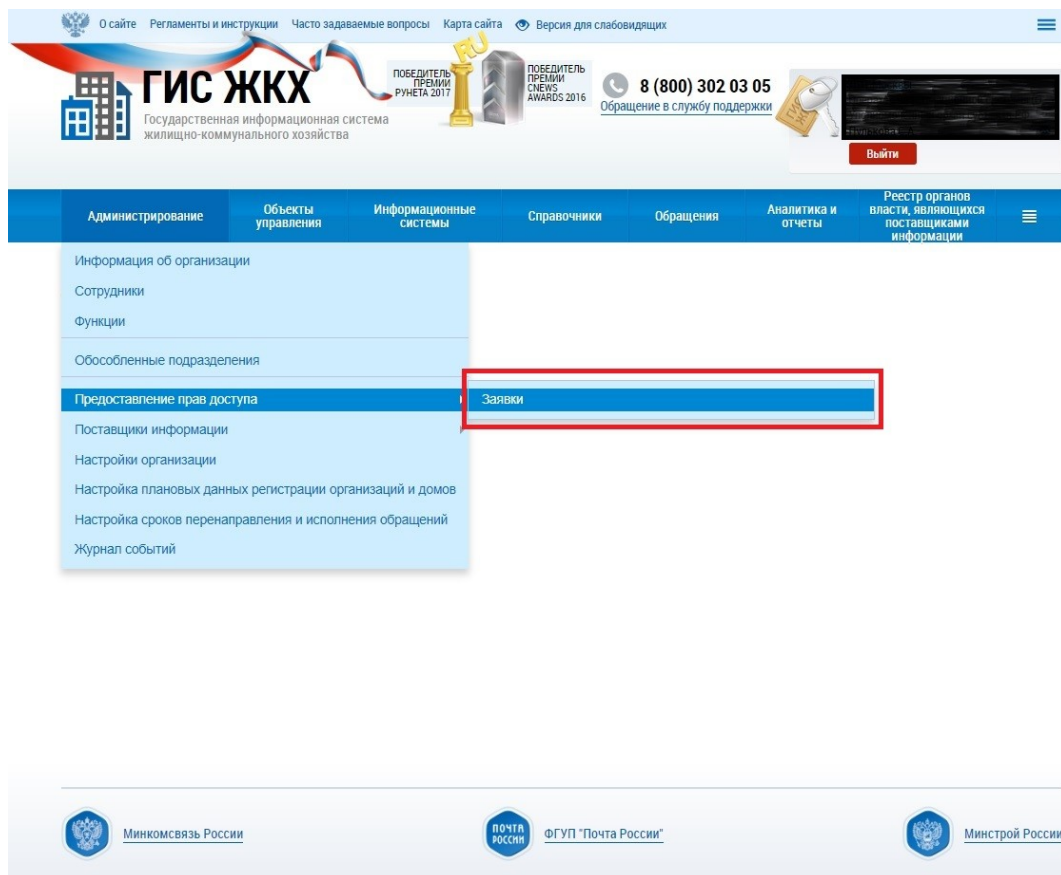 О сайте Регламенты и инструкции Часто задаваемые вопросы Карта сайта Версия для слабовидящих
ГИС ЖКХ
Государственная информационная система
жилищно-коммунального хозяйства
ПОБЕДИТЕЛЬ
ПРЕМИИ
РУНЕТА 2017
RU
ПОБЕДИТЕЛЬ
ПРЕМИИ
CNEWS
AWARDS 2016
8 (800) 302 03 05
Обращение в службу поддержки
Выйти
Администрирование
Объекты
управления
Информационные
системы
Справочники
Обращения
Аналитика и
отчеты
Реестр органов
власти, являющихся
поставщиками
информации
Информация об организации
Сотрудники
Функции
Обособленные подразделения
Предоставление прав доступа
Заявки
Поставщики информации
Настройки организации
Настройка плановых данных регистрации организаций и домов
Настройка сроков перенаправления и исполнения обращений
Журнал событий
Минкомсвязь России
ПОЧТА
РОССИИ
ФГУП "Почта России"
Минстрой России